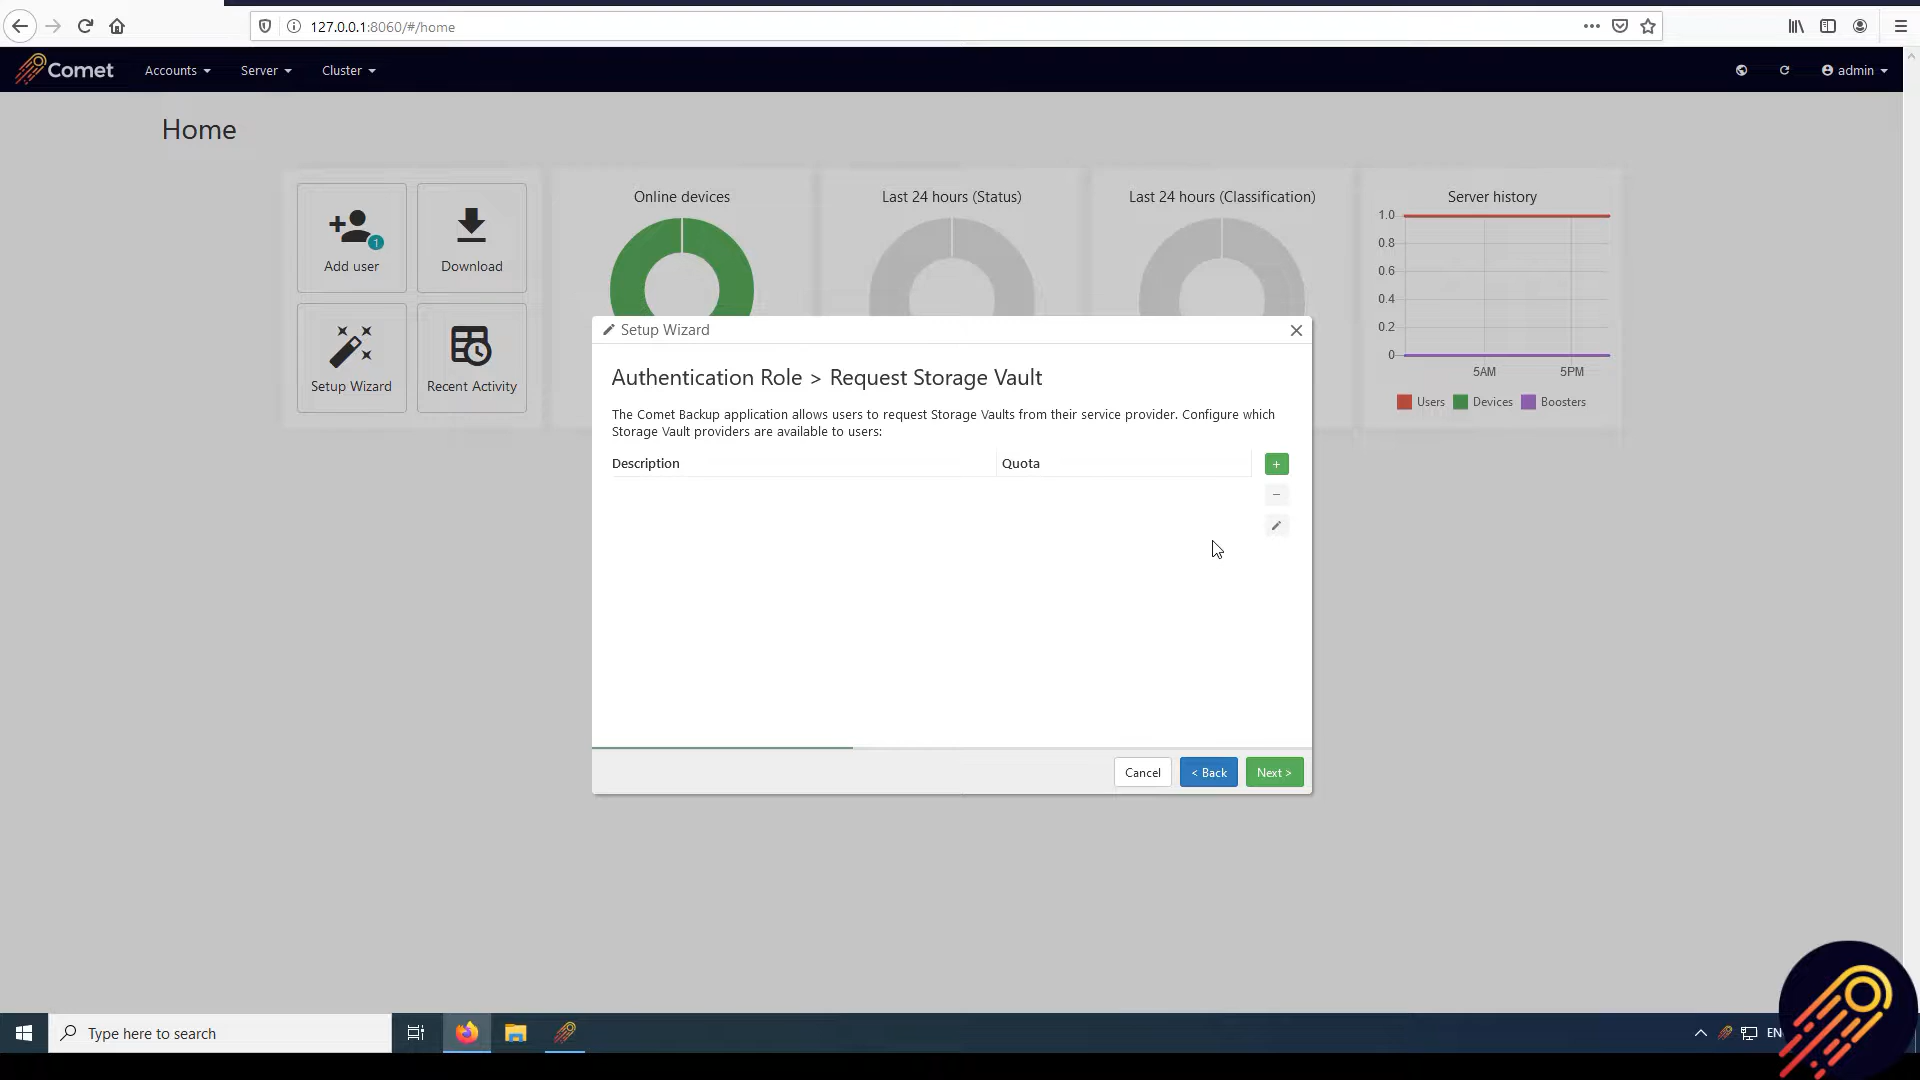 127.0.0.1:8060/#/home
Comet
Accounts
Server
Cluster
admin
Home
Add user
1
Download
Setup Wizard
Recent Activity
Online devices
Last 24 hours (Status)
Last 24 hours (Classification)
Server history
1.0
0.8
0.6
0.4
0.2
0
5AM
5PM
Users
Devices
Boosters
Setup Wizard
Authentication Role > Request Storage Vault
The Comet Backup application allows users to request Storage Vaults from their service provider. Configure which
Storage Vault providers are available to users:
Description
Quota
Cancel
< Back
Next >
Type here to search
EN